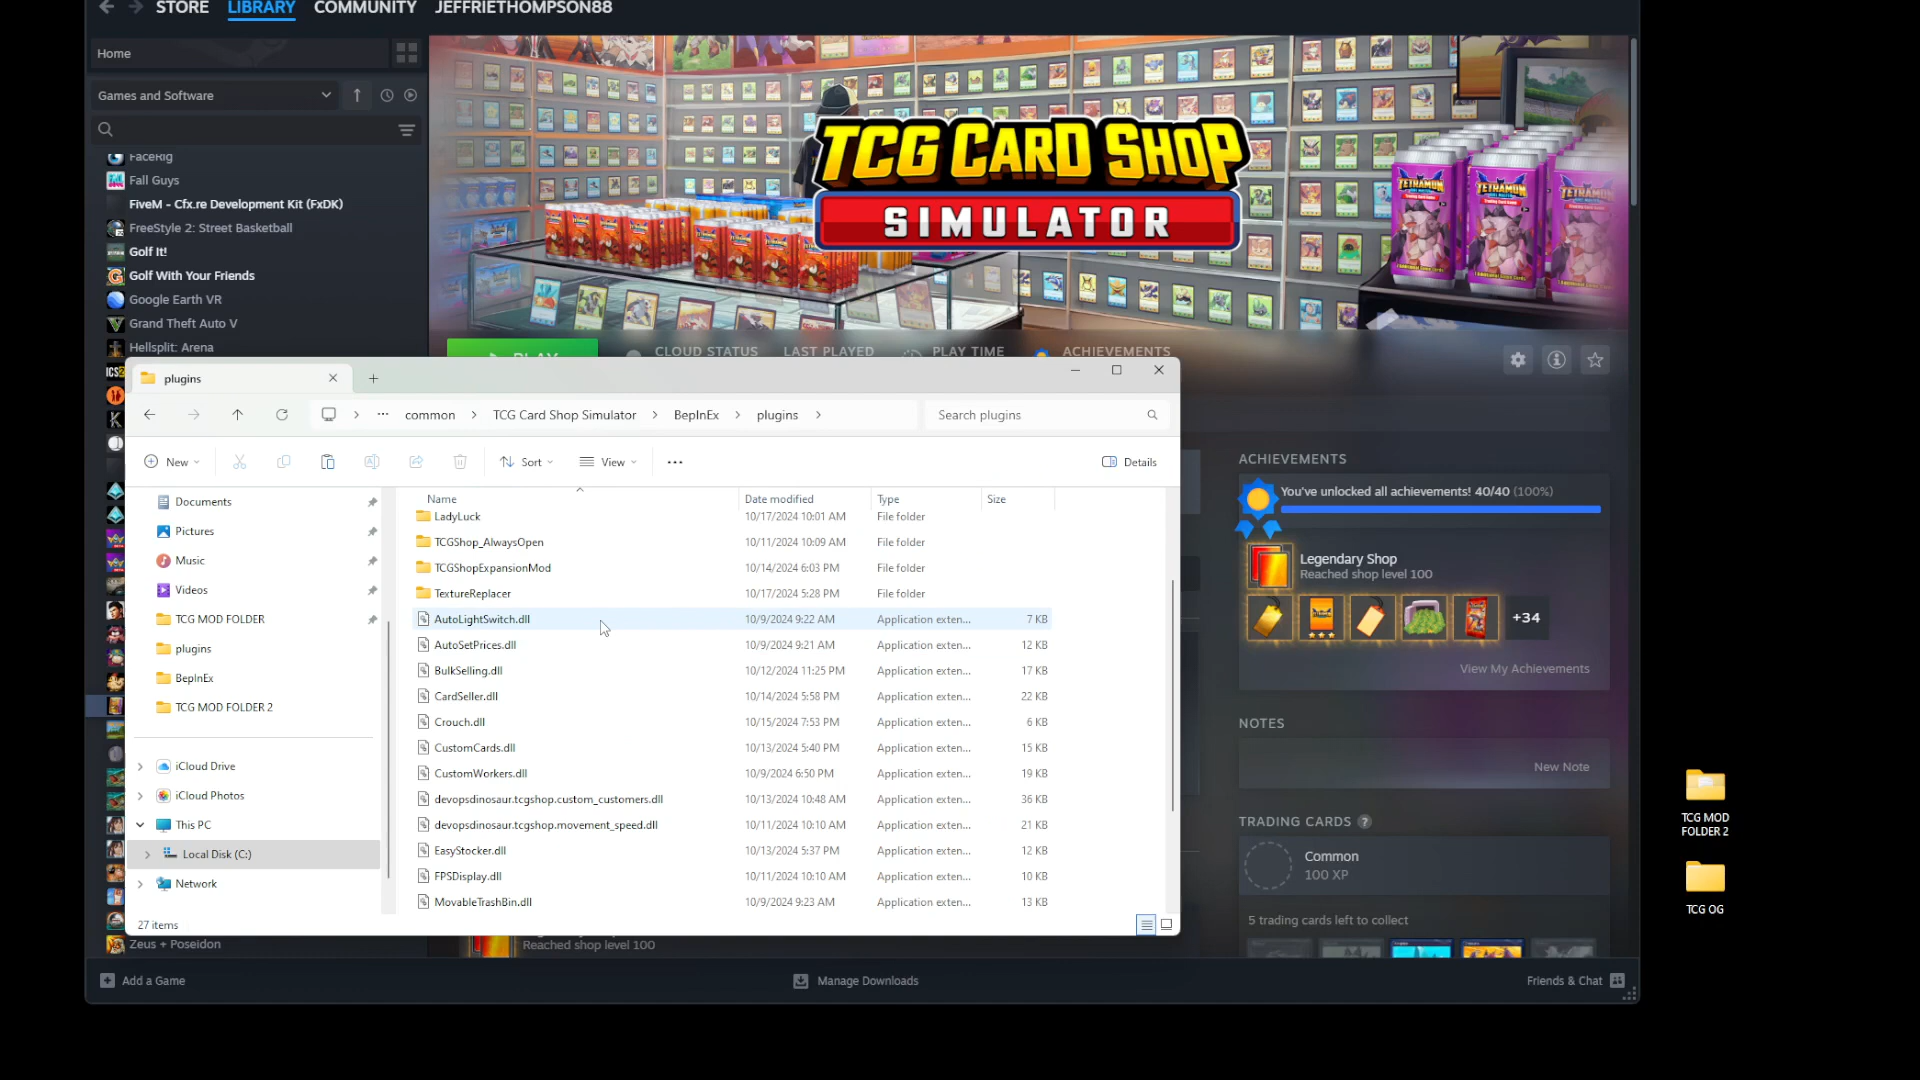 STORE LIBRARY COMMUNITY JEFFRIETHOMPSON88
Home
Games and Software
FaceRig
Fall Guys
FiveM - Cfx.re Development Kit (FxDK)
FreeStyle 2: Street Basketball
Golf It!
Golf With Your Friends
Google Earth VR
Grand Theft Auto V
Hellsplit: Arena
TCG CARD SHOP
SIMULATOR
TETRAMON
TETRAMON
TETRAMON
PLAY
CLOUD STATUS
LAST PLAYED
PLAY TIME
ACHIEVEMENTS
plugins
common > TCG Card Shop Simulator > BepInEx > plugins >
Search plugins
New
Sort
View
Details
Documents
Pictures
Music
Videos
TCG MOD FOLDER
plugins
BepInEx
TCG MOD FOLDER 2
iCloud Drive
iCloud Photos
This PC
Local Disk (C:)
Network
Name Date modified Type Size
LadyLuck 10/17/2024 10:01 AM File folder
TCGShop_AlwaysOpen 10/11/2024 10:09 AM File folder
TCGShopExpansionMod 10/14/2024 6:03 PM File folder
TextureReplacer 10/17/2024 5:28 PM File folder
AutoLightSwitch.dll 10/9/2024 9:22 AM Application exten... 7 KB
AutoSetPrices.dll 10/9/2024 9:21 AM Application exten... 12 KB
BulkSelling.dll 10/12/2024 11:25 PM Application exten... 17 KB
CardSeller.dll 10/14/2024 5:58 PM Application exten... 22 KB
Crouch.dll 10/15/2024 7:53 PM Application exten... 6 KB
CustomCards.dll 10/13/2024 5:40 PM Application exten... 15 KB
CustomWorkers.dll 10/9/2024 6:50 PM Application exten... 19 KB
devopsdinosaur.tcgshop.custom_customers.dll 10/13/2024 10:48 AM Application exten... 36 KB
devopsdinosaur.tcgshop.movement_speed.dll 10/11/2024 10:10 AM Application exten... 21 KB
EasyStocker.dll 10/13/2024 5:37 PM Application exten... 12 KB
FPSDisplay.dll 10/11/2024 10:10 AM Application exten... 10 KB
MovableTrashBin.dll 10/9/2024 9:23 AM Application exten... 13 KB
27 items
Zeus + Poseidon
Reached shop level 100
ACHIEVEMENTS
You've unlocked all achievements! 40/40 (100%)
Legendary Shop
Reached shop level 100
+34
View My Achievements
NOTES
New Note
TRADING CARDS ?
Common
100 XP
5 trading cards left to collect
TCG MOD
FOLDER 2
TCG OG
Add a Game
Manage Downloads
Friends & Chat